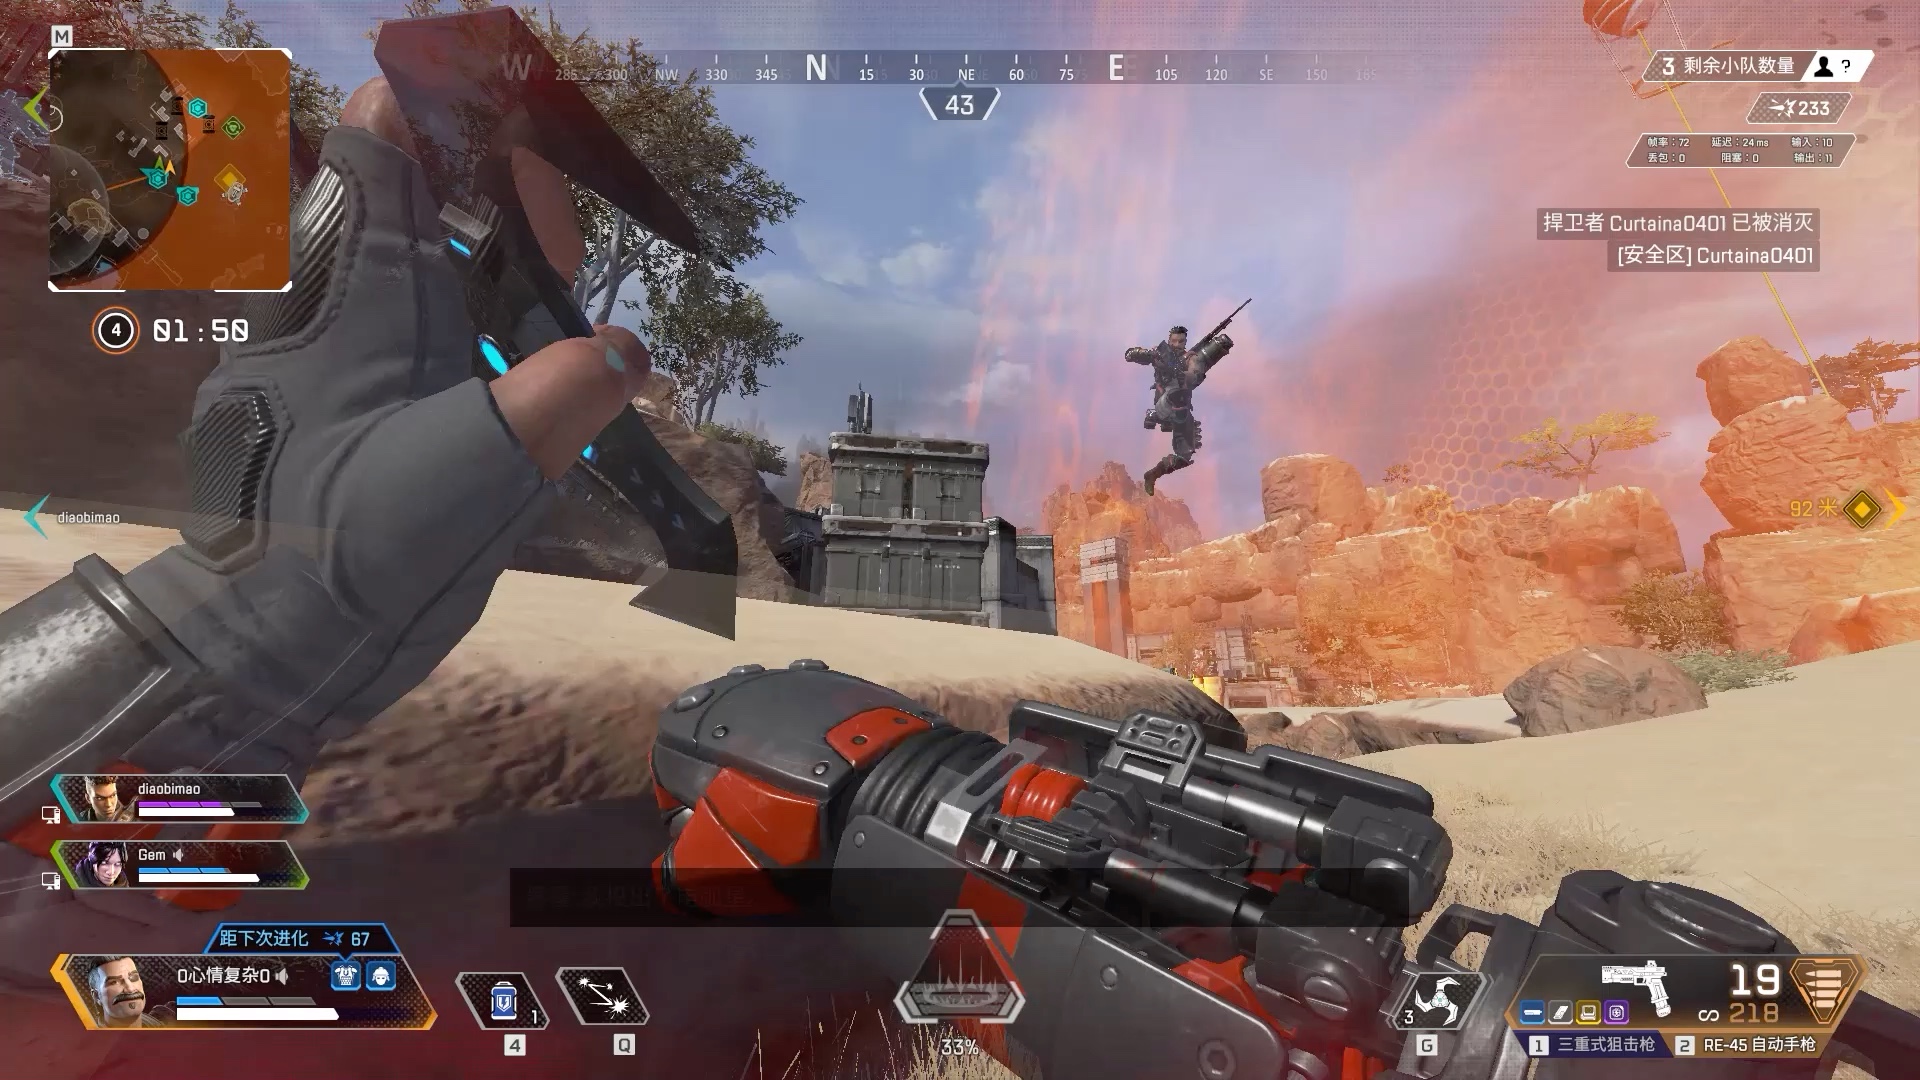 M
W 285 300 NW 330 345 N 15 30 NE 60 75 E 105 120 SE 150 165
43
3 剩余小队数量 ?
233
帧率：72 延迟：24 ms 输入：10
丢包：0 阻塞：0 输出：11
捍卫者 Curtaina0401 已被消灭
[安全区] Curtaina0401
4 01:50
diaobimao
92 米
diaobimao
Gem
距下次进化 67
0心情复杂0
1
4
Q
33%
3
G
19
218
1 三重式狙击枪
2 RE-45 自动手枪